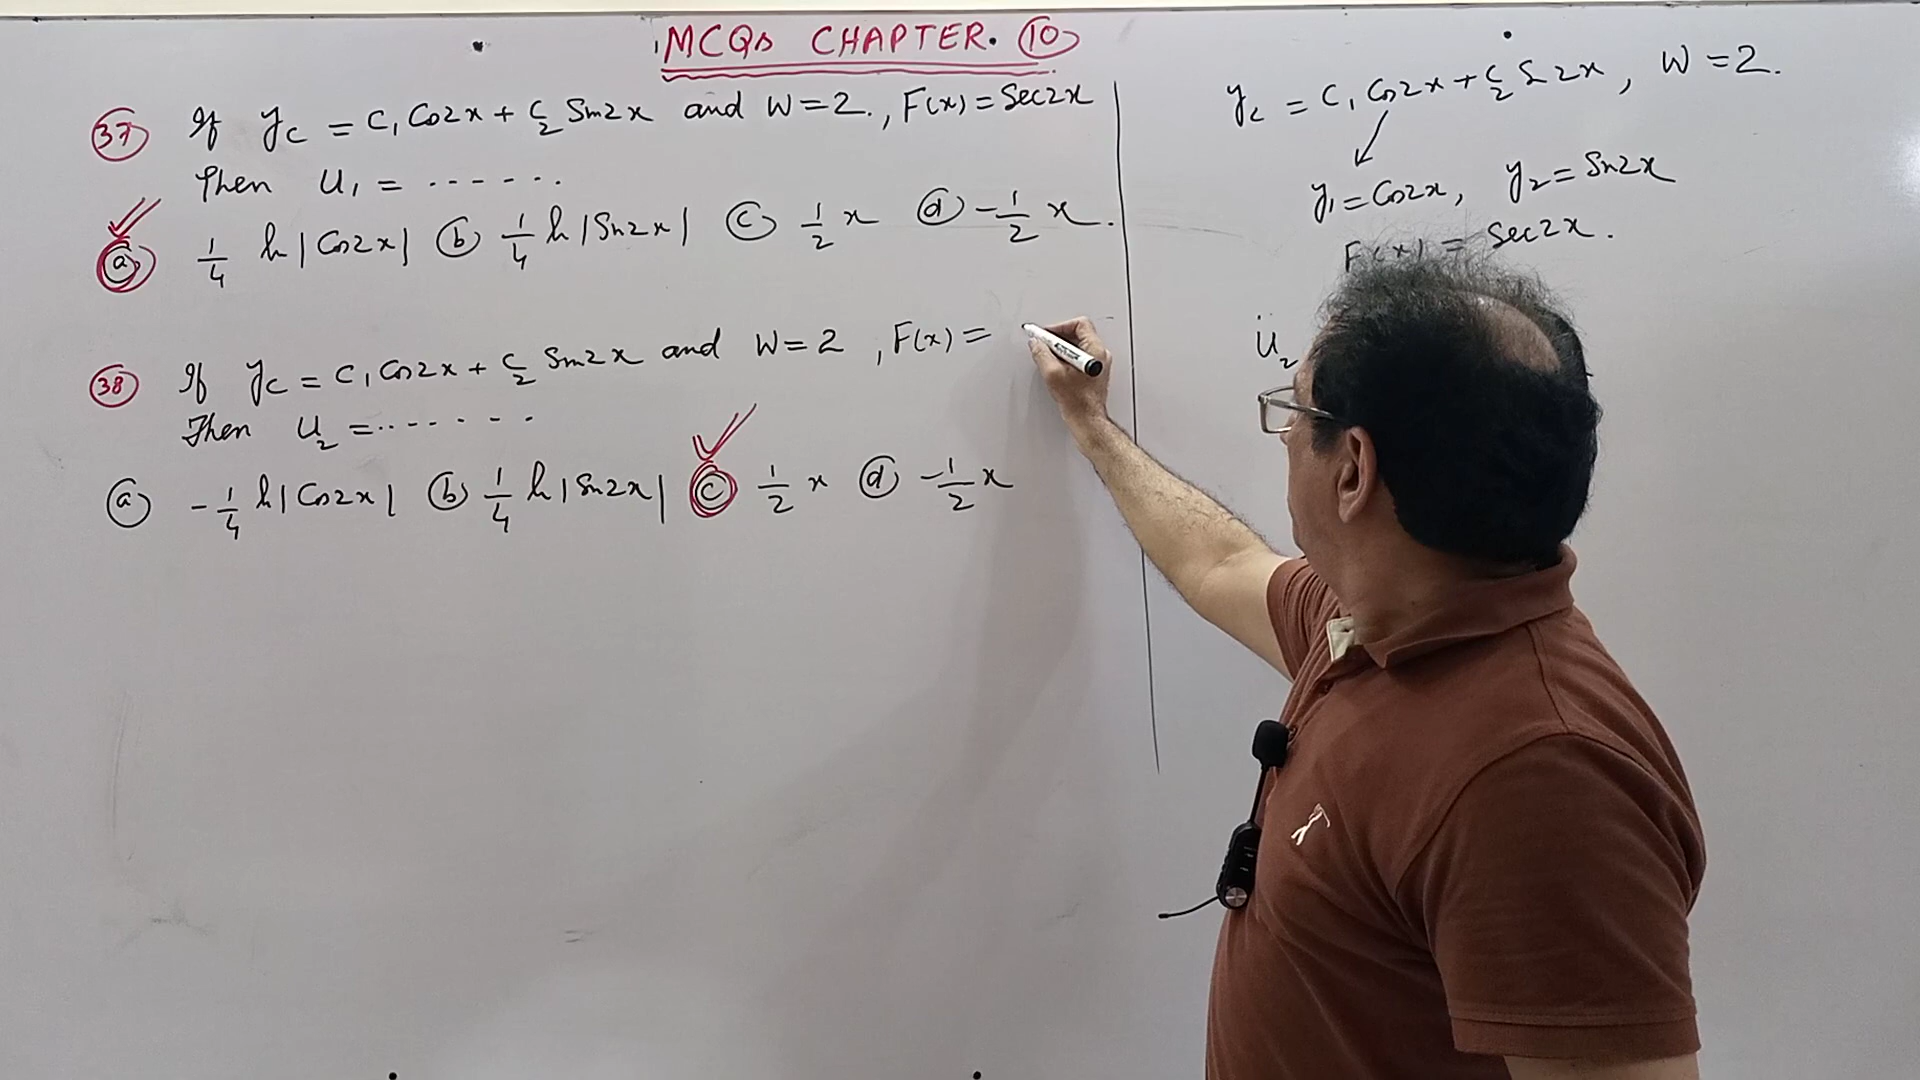 MCQs CHAPTER. 10
37 If yc = C1 Cos2x + C2 Sin2x and W = 2., F(x) = Sec2x
Then U1 = - - - - - - .
a 1/4 ln |Cos2x| b 1/4 ln |Sin2x| c 1/2 x d -1/2 x.
38 If yc = C1 Cos2x + C2 Sin2x and W = 2 , F(x) =
Then U2 = - - - - - -
a -1/4 ln |Cos2x| b 1/4 ln |Sin2x| c 1/2 x d -1/2 x
yc = C1 Cos2x + C2 S 2x , W = 2.
y1 = Cos2x, y2 = Sin2x
F(x) = Sec2x.
U2